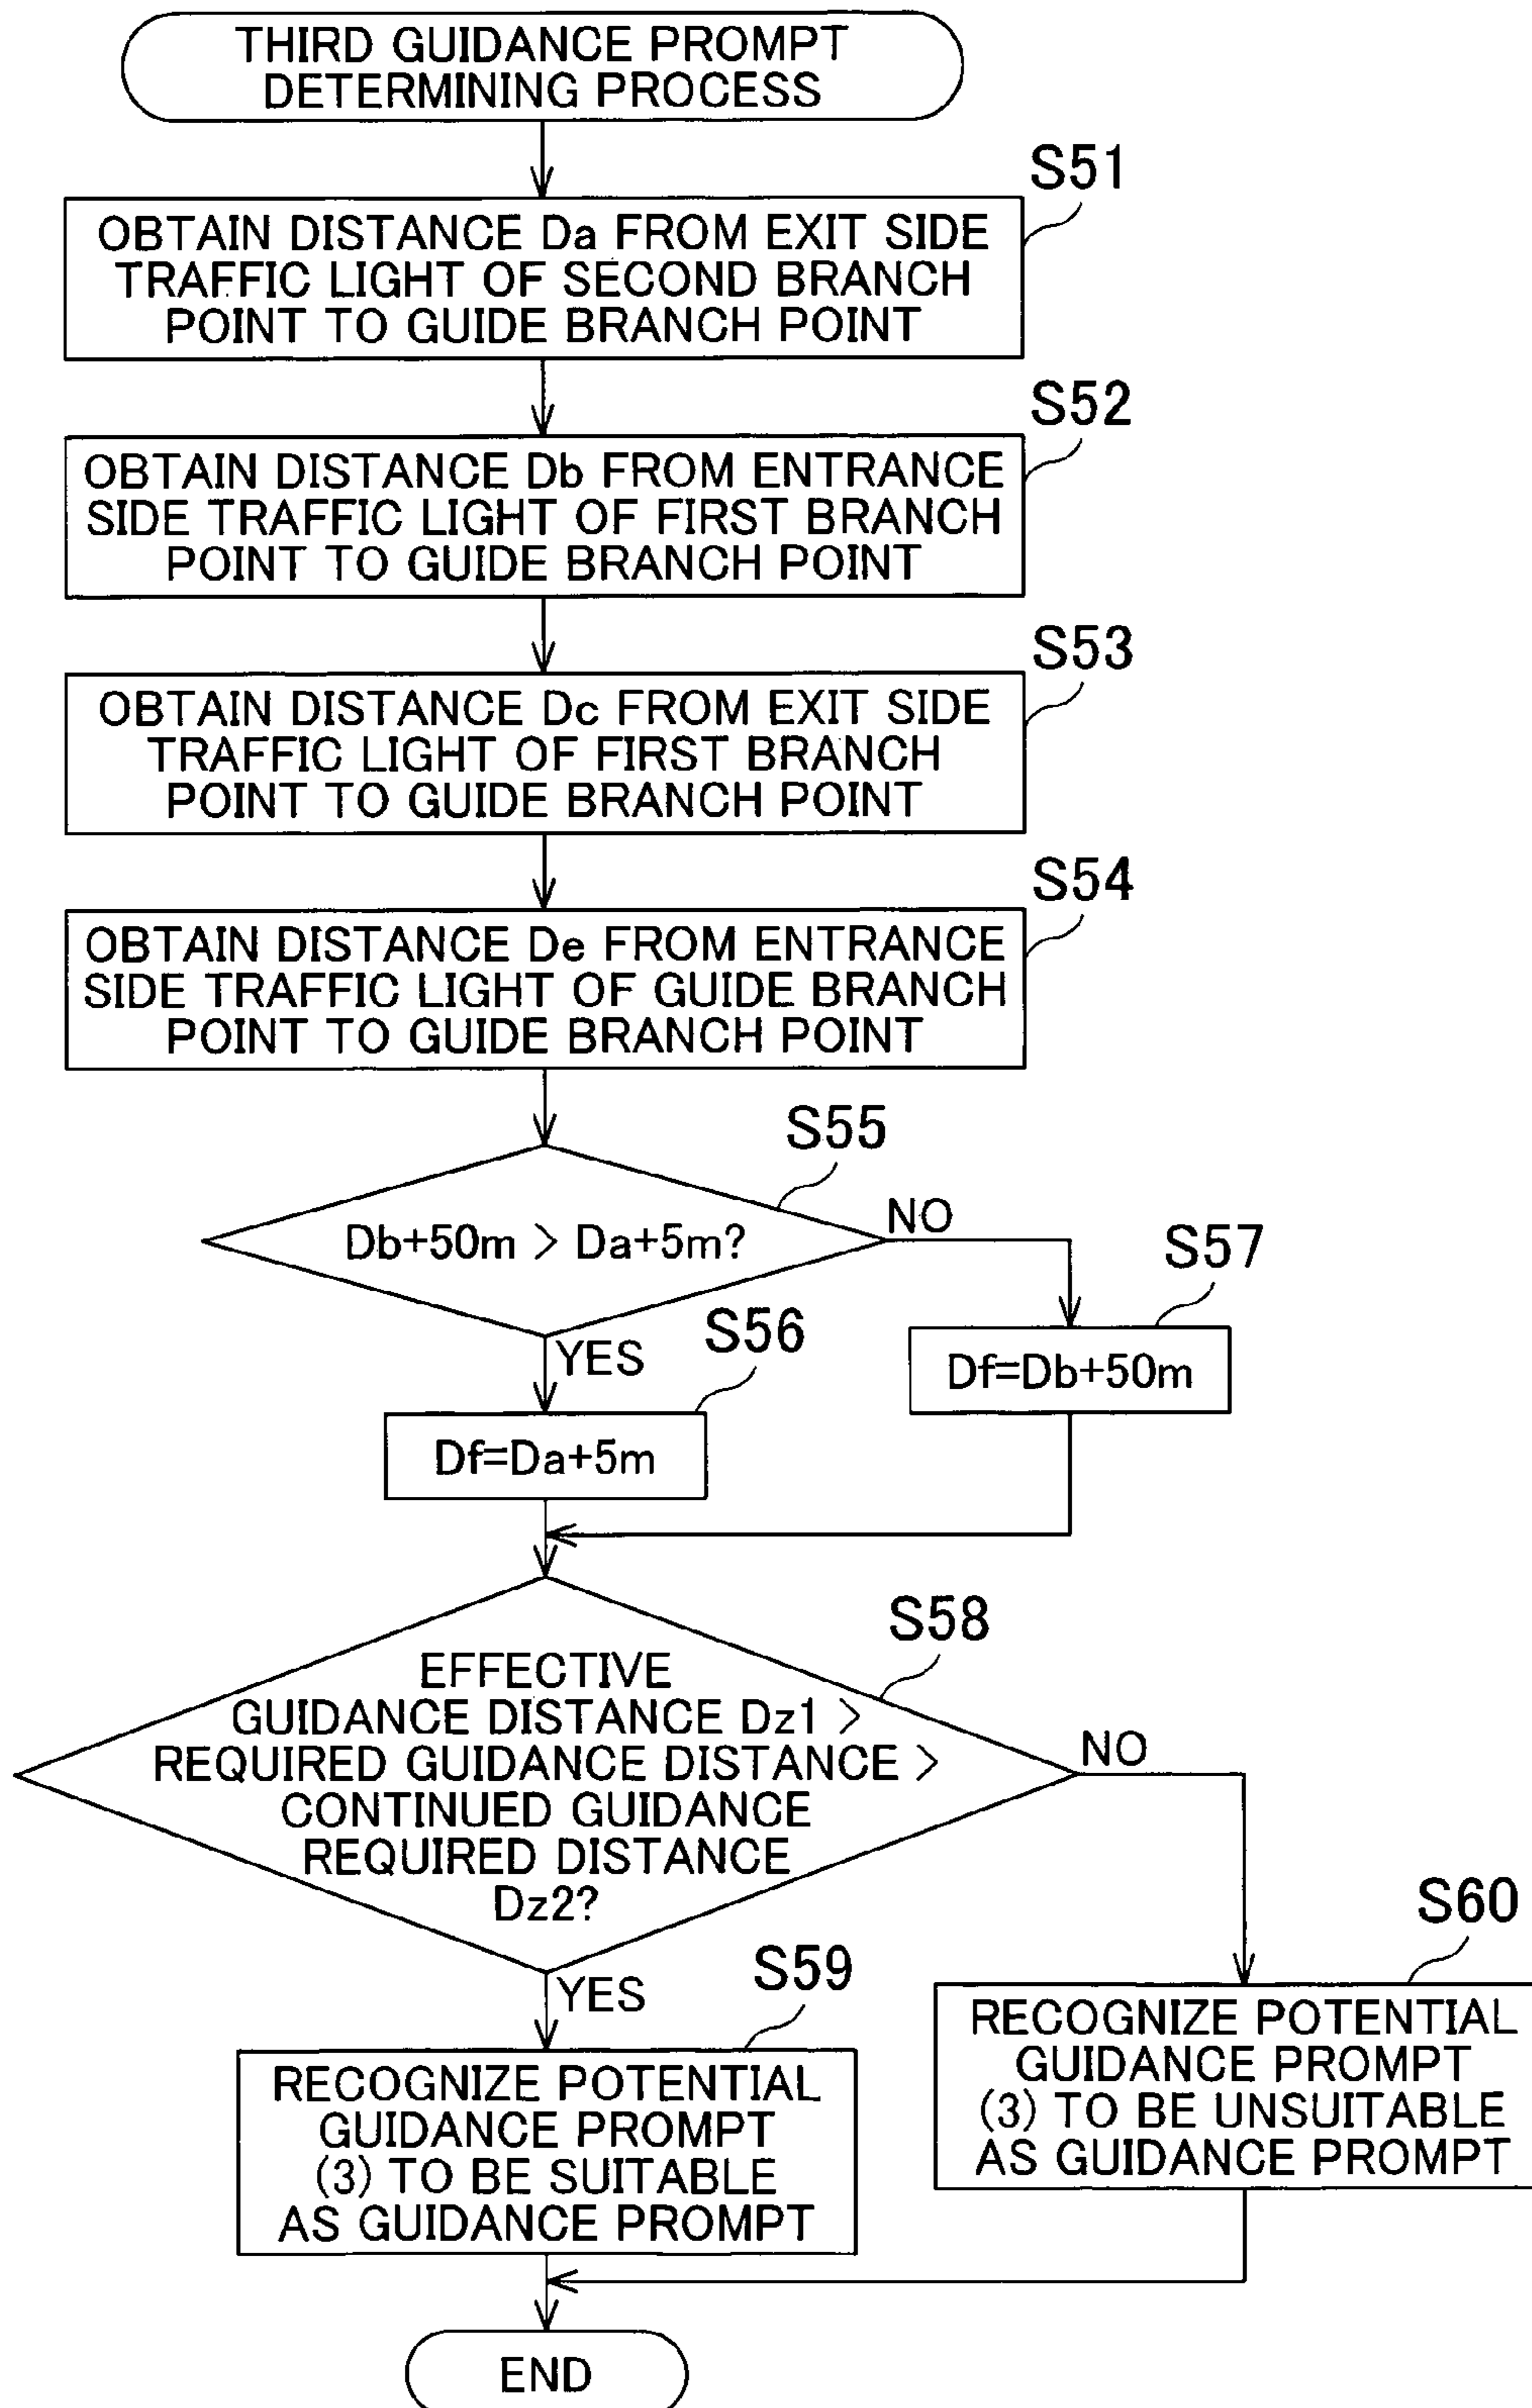 THIRD GUIDANCE PROMPT
DETERMINING PROCESS
S51
OBTAIN DISTANCE Da FROM EXIT SIDE
TRAFFIC LIGHT OF SECOND BRANCH
POINT TO GUIDE BRANCH POINT
S52
OBTAIN DISTANCE Db FROM ENTRANCE
SIDE TRAFFIC LIGHT OF FIRST BRANCH
POINT TO GUIDE BRANCH POINT
S53
OBTAIN DISTANCE Dc FROM EXIT SIDE
TRAFFIC LIGHT OF FIRST BRANCH
POINT TO GUIDE BRANCH POINT
S54
OBTAIN DISTANCE De FROM ENTRANCE
SIDE TRAFFIC LIGHT OF GUIDE BRANCH
POINT TO GUIDE BRANCH POINT
S55
Db+50m > Da+5m?
NO
S57
Df=Db+50m
YES
S56
Df=Da+5m
S58
EFFECTIVE
GUIDANCE DISTANCE Dz1 >
REQUIRED GUIDANCE DISTANCE >
CONTINUED GUIDANCE
REQUIRED DISTANCE
Dz2?
NO
S60
RECOGNIZE POTENTIAL
GUIDANCE PROMPT
(3) TO BE UNSUITABLE
AS GUIDANCE PROMPT
YES
S59
RECOGNIZE POTENTIAL
GUIDANCE PROMPT
(3) TO BE SUITABLE
AS GUIDANCE PROMPT
END